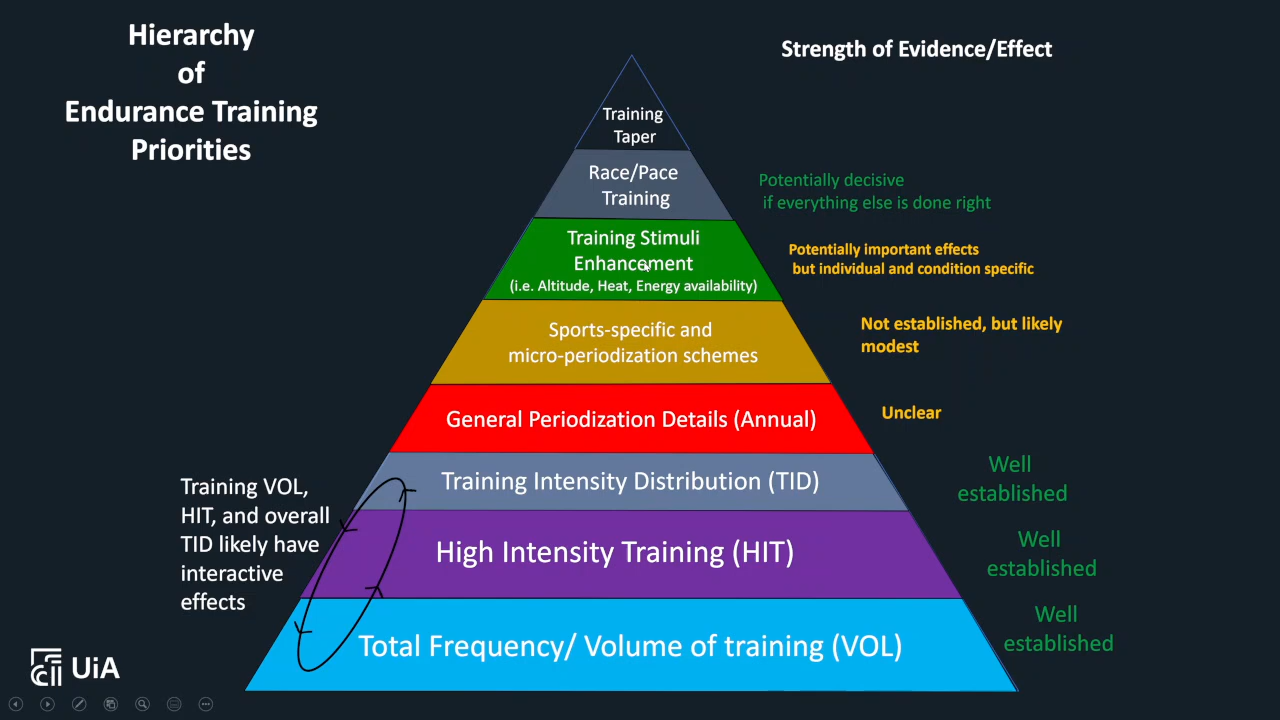 Hierarchy
of
Endurance Training
Priorities
Strength of Evidence/Effect
Training
Taper
Race/Pace
Training
Potentially decisive
if everything else is done right
Training Stimuli
Enhancement
(i.e. Altitude, Heat, Energy availability)
Potentially important effects
but individual and condition specific
Sports-specific and
micro-periodization schemes
Not established, but likely
modest
General Periodization Details (Annual)
Unclear
Training Intensity Distribution (TID)
Well
established
High Intensity Training (HIT)
Well
established
Total Frequency/ Volume of training (VOL)
Well
established
Training VOL,
HIT, and overall
TID likely have
interactive
effects
UiA